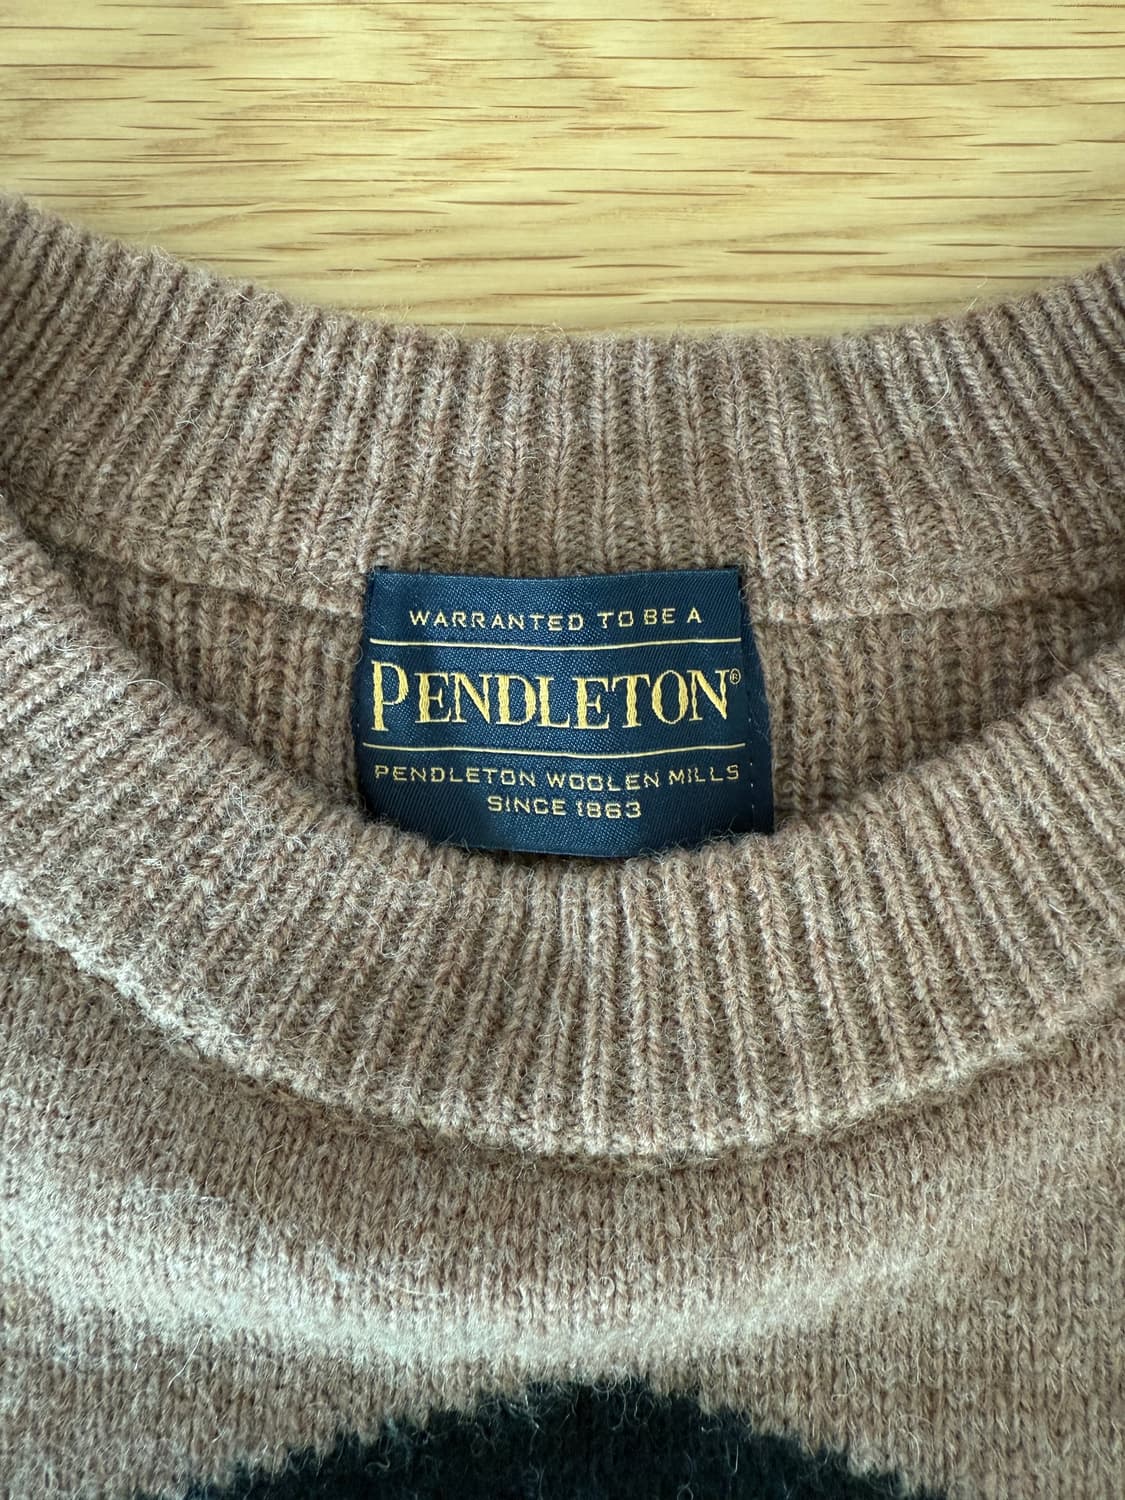 WARRANTED TO BE A
PENDLETON®
PENDLETON WOOLEN MILLS
SINCE 1863